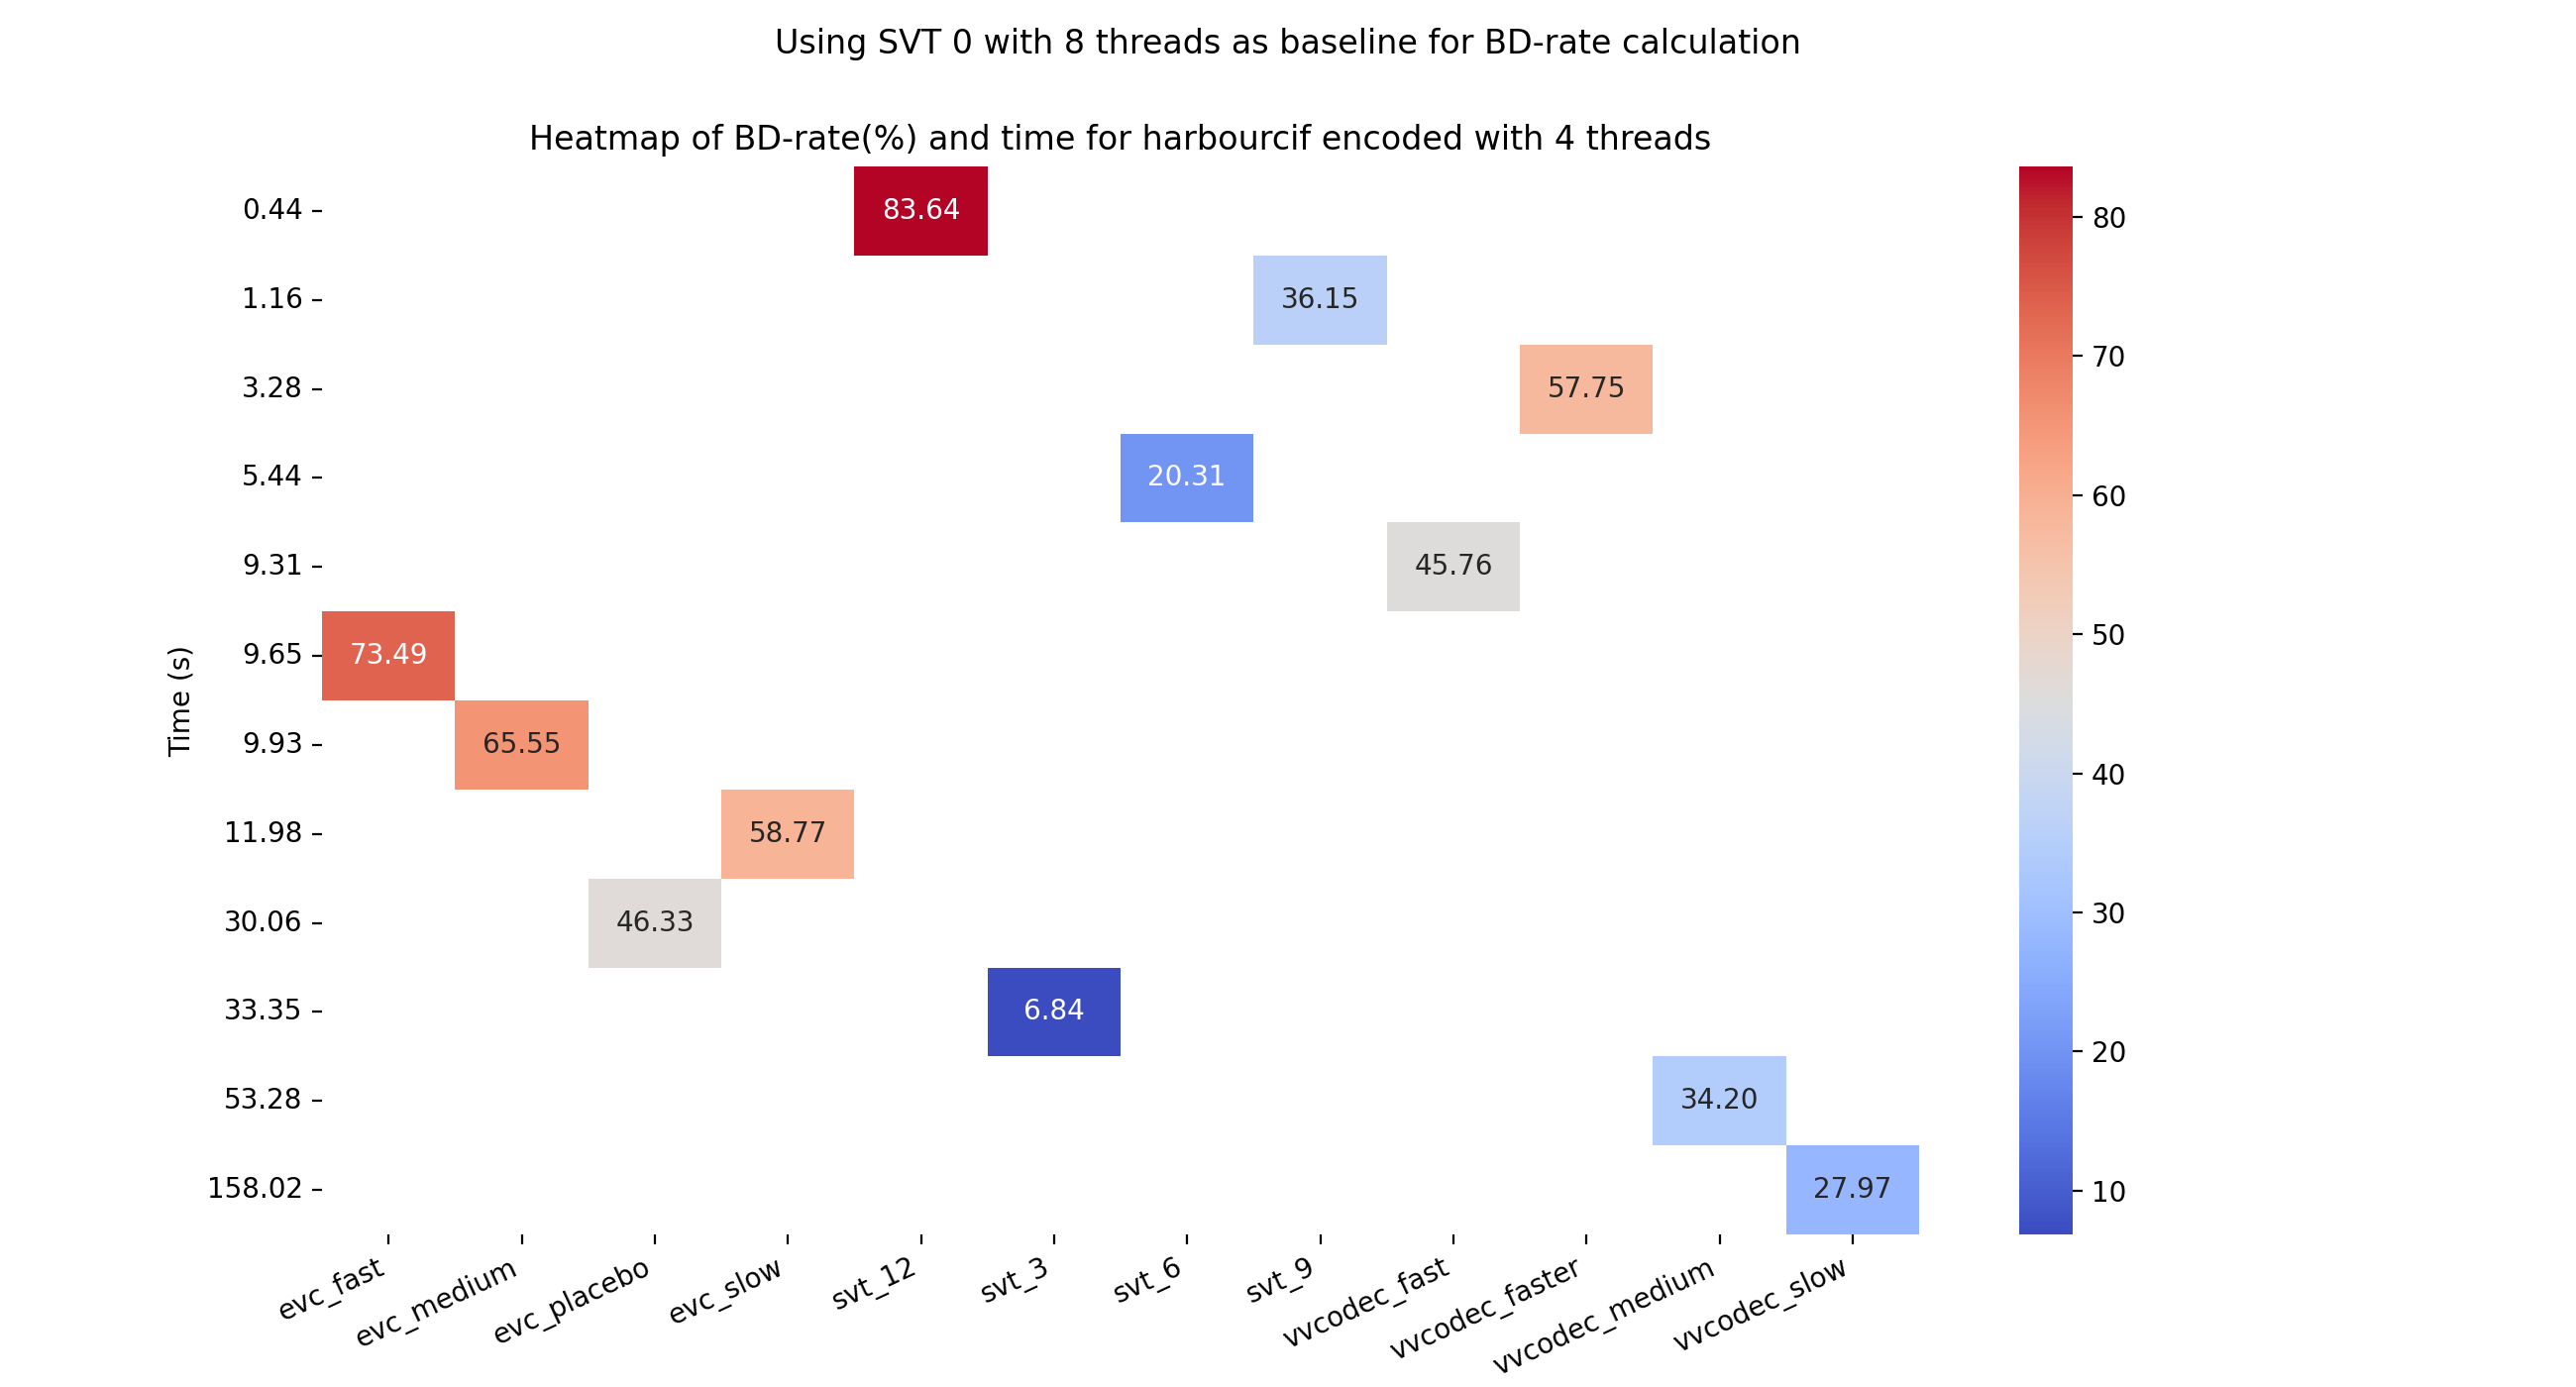 Using SVT 0 with 8 threads as baseline for BD-rate calculation
Heatmap of BD-rate(%) and time for harbourcif encoded with 4 threads
Time (s)
0.44
83.64
1.16
36.15
3.28
57.75
5.44
20.31
9.31
45.76
9.65
73.49
9.93
65.55
11.98
58.77
30.06
46.33
33.35
6.84
53.28
34.20
158.02
27.97
evc_fast
evc_medium
evc_placebo
evc_slow
svt_12
svt_3
svt_6
svt_9
vvcodec_fast
vvcodec_faster
vvcodec_medium
vvcodec_slow
80
70
60
50
40
30
20
10